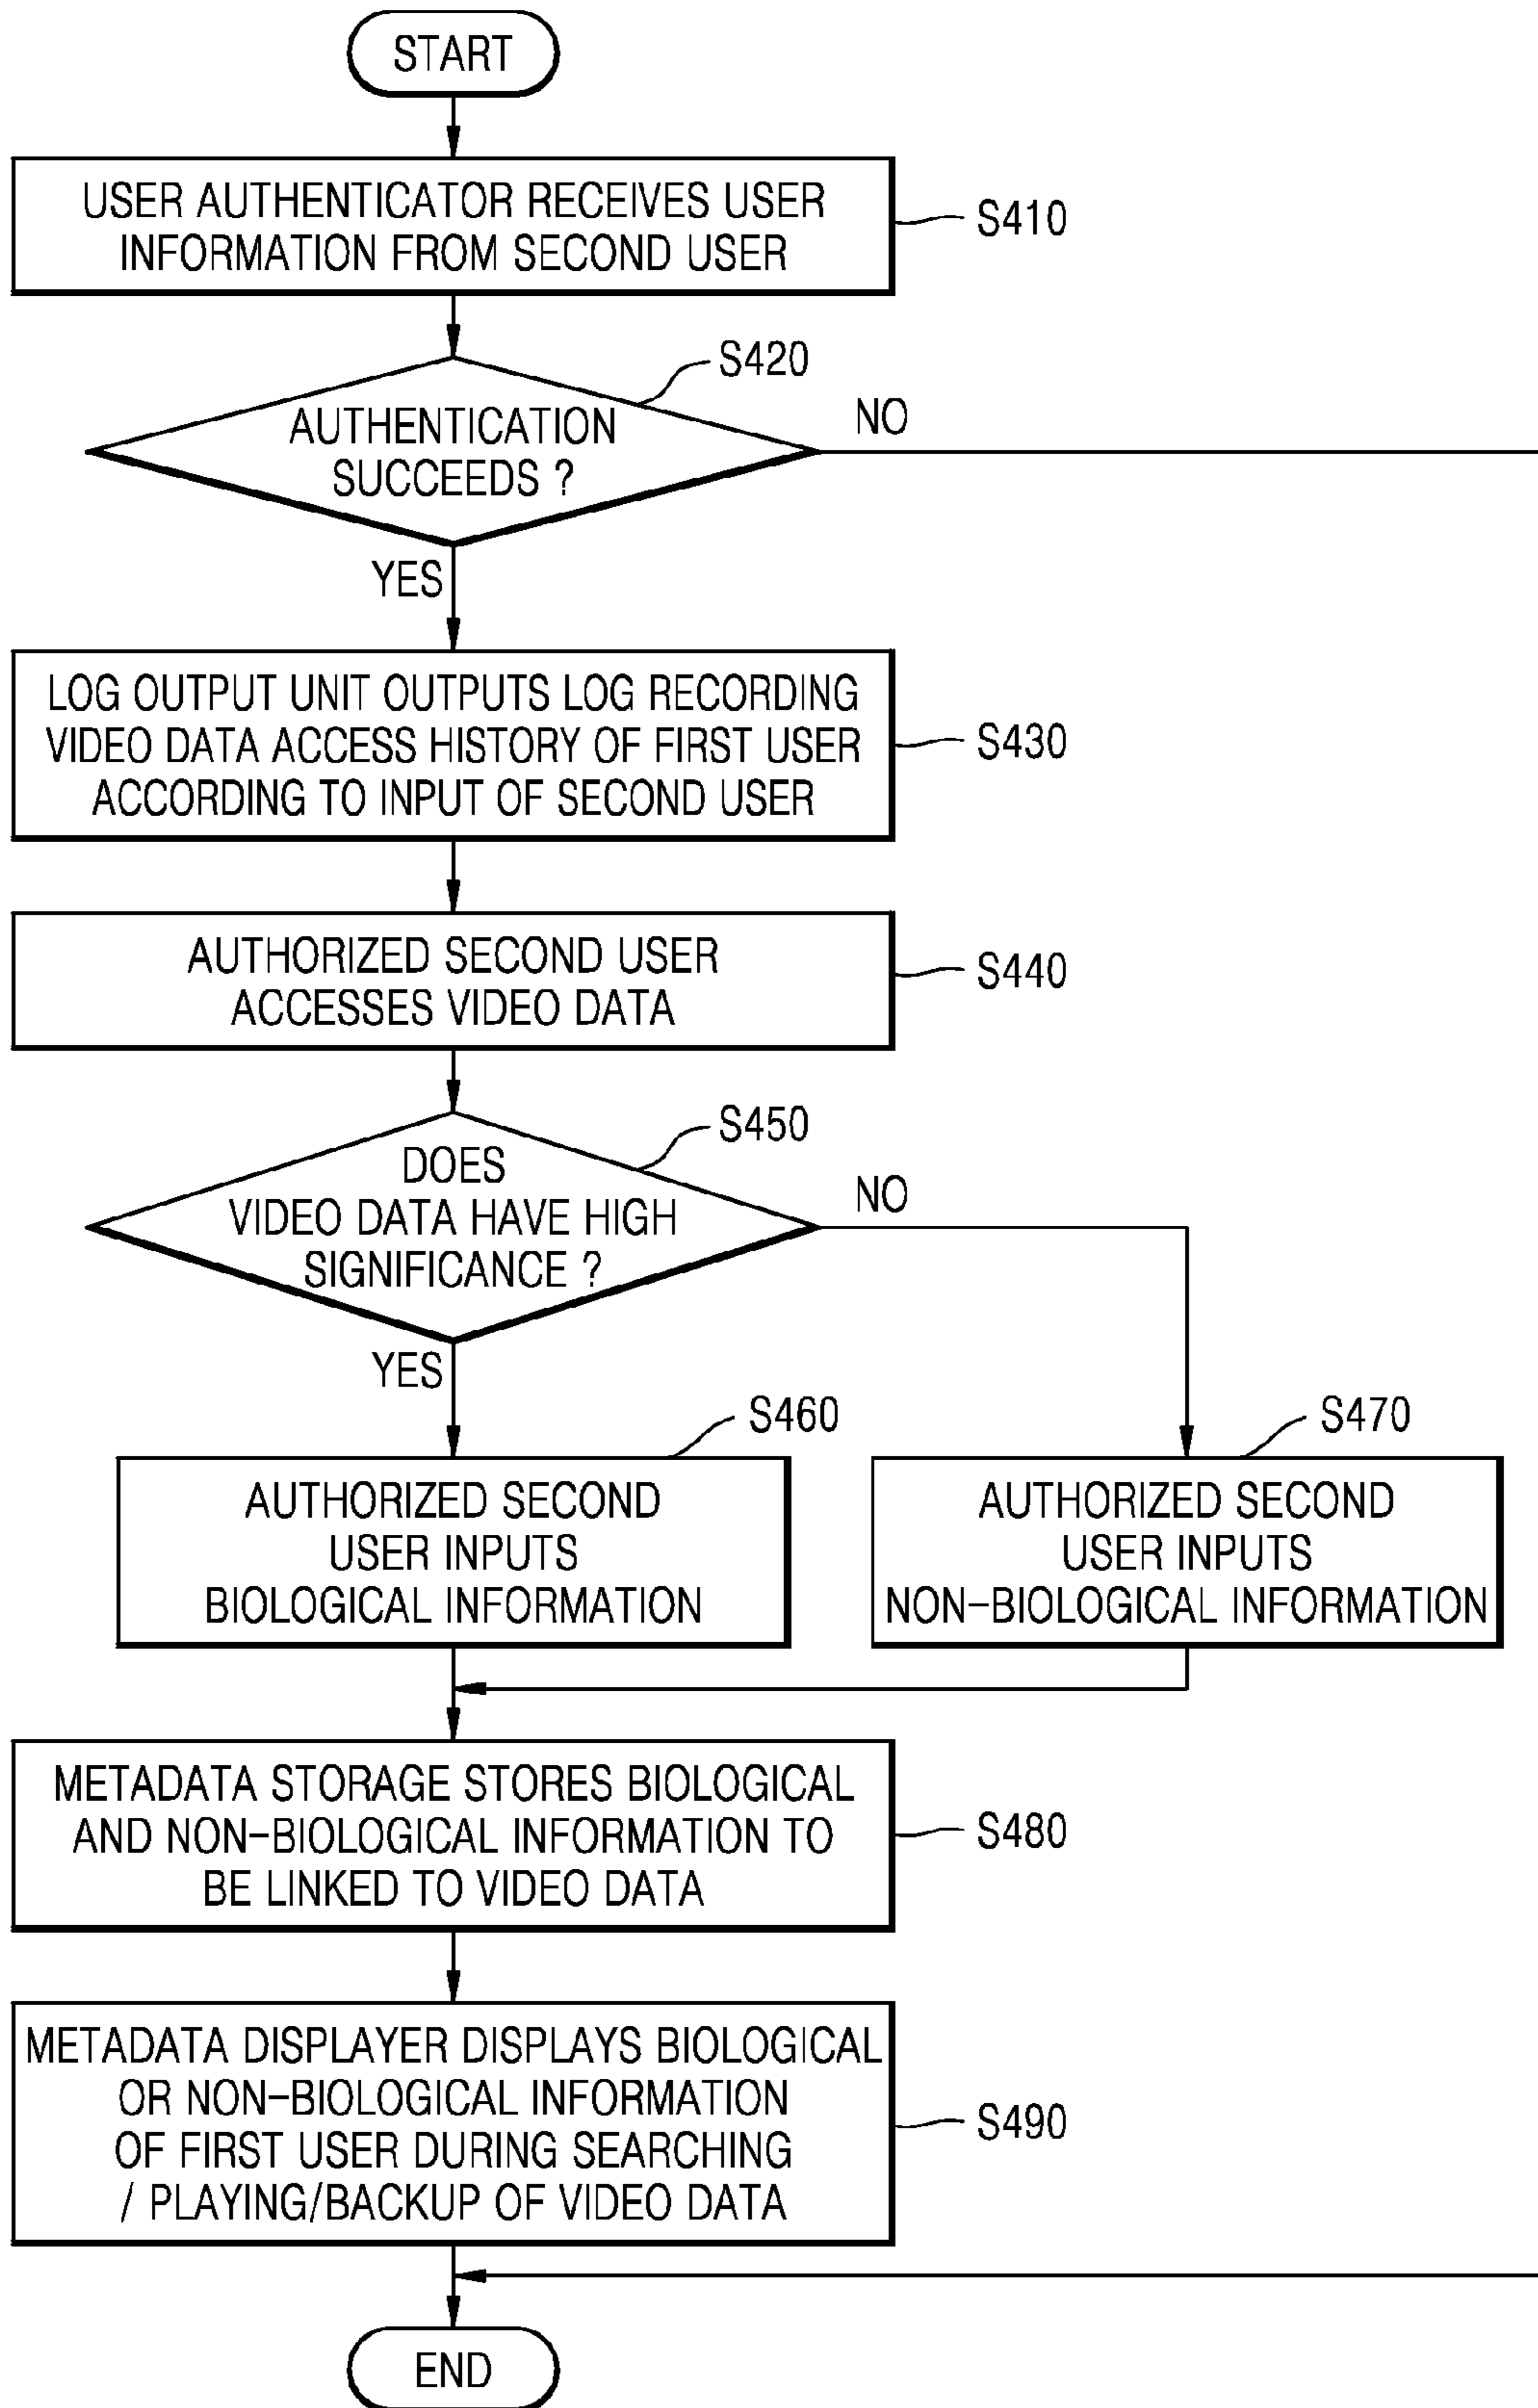 START
USER AUTHENTICATOR RECEIVES USER
INFORMATION FROM SECOND USER
S410
S420
AUTHENTICATION
SUCCEEDS ?
NO
YES
LOG OUTPUT UNIT OUTPUTS LOG RECORDING
VIDEO DATA ACCESS HISTORY OF FIRST USER
ACCORDING TO INPUT OF SECOND USER
S430
AUTHORIZED SECOND USER
ACCESSES VIDEO DATA
S440
S450
DOES
VIDEO DATA HAVE HIGH
SIGNIFICANCE ?
NO
YES
S460
AUTHORIZED SECOND
USER INPUTS
BIOLOGICAL INFORMATION
S470
AUTHORIZED SECOND
USER INPUTS
NON-BIOLOGICAL INFORMATION
METADATA STORAGE STORES BIOLOGICAL
AND NON-BIOLOGICAL INFORMATION TO
BE LINKED TO VIDEO DATA
S480
METADATA DISPLAYER DISPLAYS BIOLOGICAL
OR NON-BIOLOGICAL INFORMATION
OF FIRST USER DURING SEARCHING
/ PLAYING/BACKUP OF VIDEO DATA
S490
END